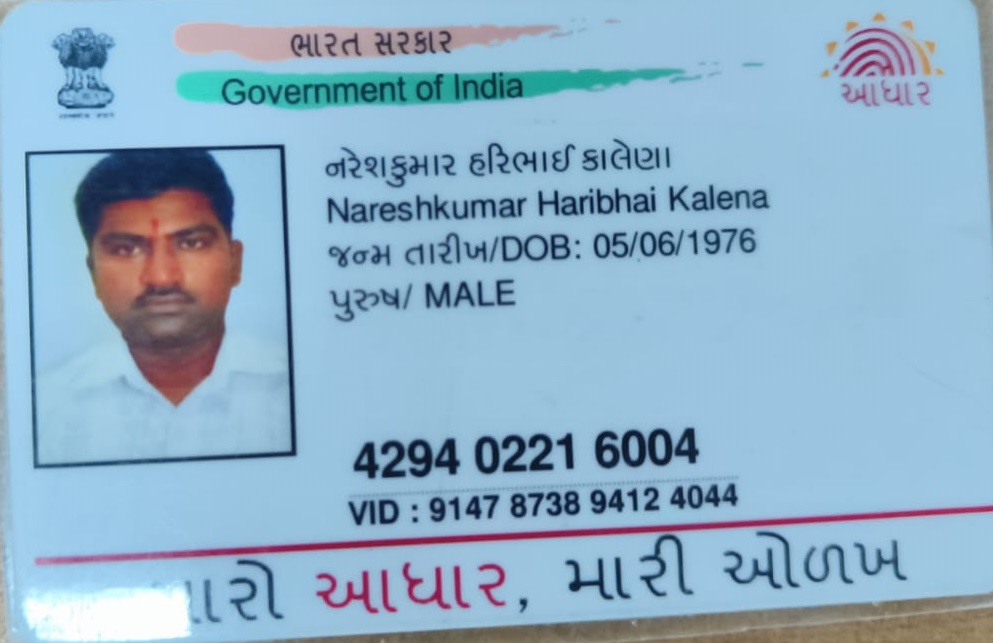 ભારત સરકાર
Government of India
આધાર
નરેશકુમાર હરિભાઈ કાલેણા
Nareshkumar Haribhai Kalena
જન્મ તારીખ/DOB: 05/06/1976
પુરુષ/ MALE
4294 0221 6004
VID : 9147 8738 9412 4044
આધાર, મારી ઓળખ